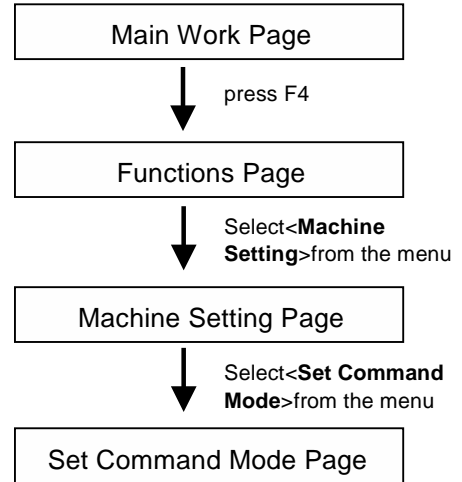 Main Work Page
press F4
Functions Page
Select<Machine
Setting>from the menu
Machine Setting Page
Select<Set Command
Mode>from the menu
Set Command Mode Page